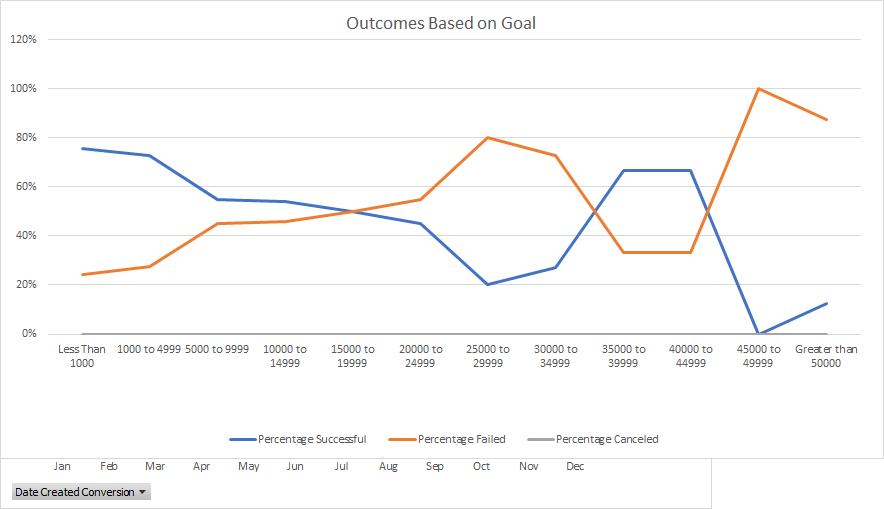 Outcomes Based on Goal
120%
100%
80%
60%
40%
20%
0%
Less Than 1000 to 4999 5000 to 9999 10000 to 15000 to 20000 to 25000 to 30000 to 35000 to 40000 to 45000 to Greater than
1000 14999 19999 24999 29999 34999 39999 44999 49999 50000
Percentage Successful Percentage Failed Percentage Canceled
Jan Feb Mar Apr May Jun Jul Aug Sep Oct Nov Dec
Date Created Conversion